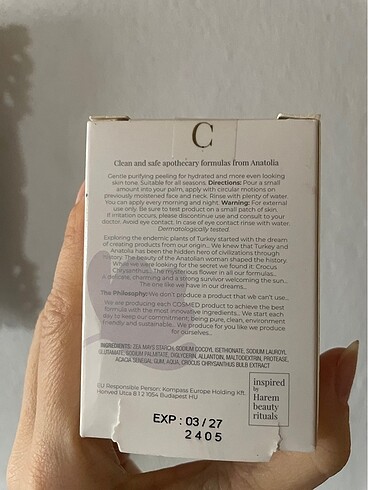 C
Clean and safe apothecary formulas from Anatolia
Gentle purifying peeling for hydrated and more even looking
skin tone. Suitable for all seasons. Directions: Pour a small
amount into your palm, apply with circular motions on
previously moistened face and neck. Rinse with plenty of water.
You can apply every morning and night. Warning: For external
use only. Be sure to test product on a small patch of skin.
If irritation occurs, please discontinue use and consult to your
doctor. Avoid eye contact. In case of eye contact rinse with water
Dermatologically tested.
Exploring the endemic plants of Turkey started with the dream
of creating products from our origin... We knew that Turkey and
Anatolia has been the hidden hero of civilizations through
history. The beauty of the Anatolian woman shaped the history.
While we were looking for the secret we found it: Crocus
Chrysanthus.. The mysterious flower in all our formulas...
A delicate, charming and a strong survivor welcoming the sun...
The one like we have in our dreams...
The Philosophy: We don't produce a product that we can't use...
We are producing each COSMED product to achieve the best
formula with the most innovative ingredients... We start each
day to keep our commitment; being pure, clean, environment
friendly and sustainable... We produce for you like we produce
for ourselves...
INGREDIENTS: ZEA MAYS STARCH, SODIUM COCOYL ISETHIONATE, SODIUM LAUROYL
GLUTAMATE, SODIUM PALMITATE, DIGLYCERIN, ALLANTOIN, MALTODEXTRIN, PROTEASE,
ACACIA SENEGAL GUM, AQUA, CROCUS CHRYSANTHUS BULB EXTRACT
EU Responsible Person: Kompass Europe Holding Kft.
Honved Utca 8 1 2 1054 Budapest HU
inspired
by
Harem
beauty
rituals
EXP : 03 / 27
2405